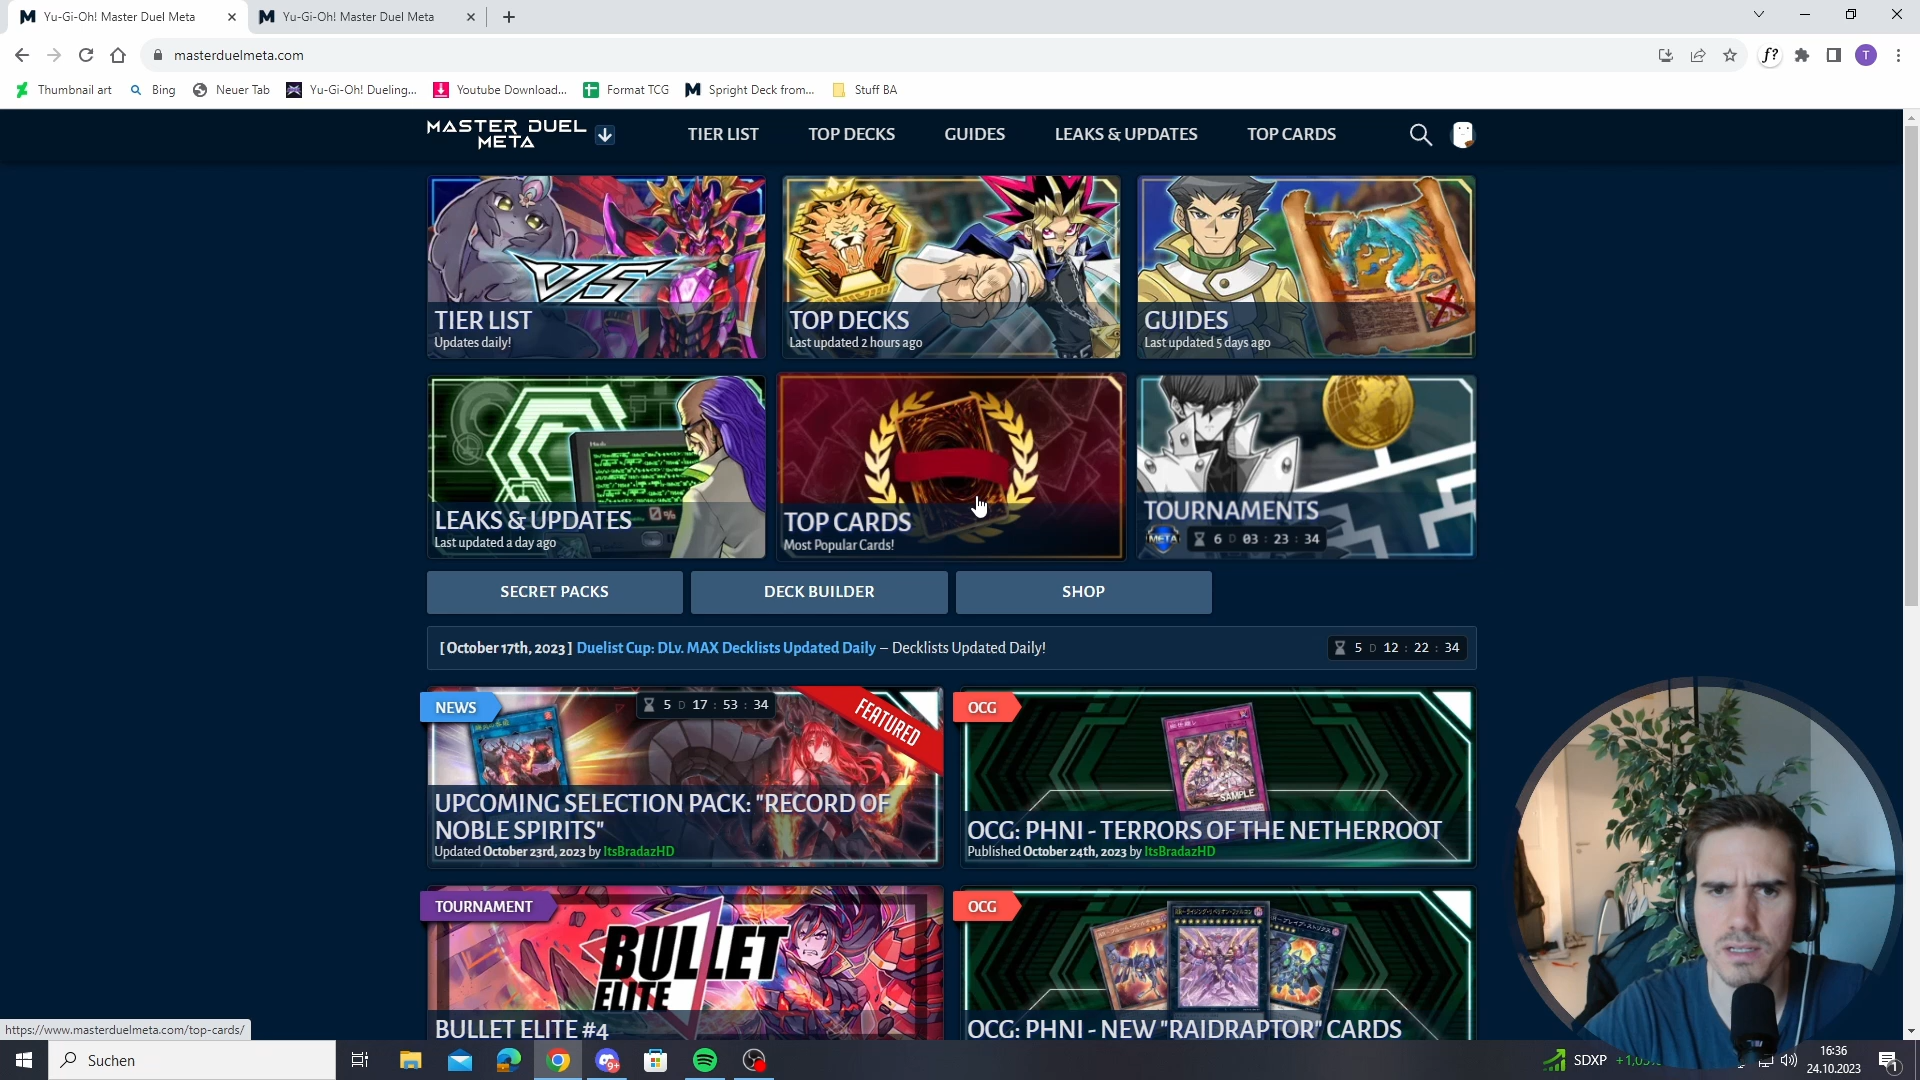 Yu-Gi-Oh! Master Duel Meta
Yu-Gi-Oh! Master Duel Meta
masterduelmeta.com
f?
T
Thumbnail art
Bing
Neuer Tab
Yu-Gi-Oh! Dueling...
Youtube Download...
Format TCG
Spright Deck from...
Stuff BA
MASTER DUEL
META
TIER LIST
TOP DECKS
GUIDES
LEAKS & UPDATES
TOP CARDS
VS
TIER LIST
Updates daily!
TOP DECKS
Last updated 2 hours ago
GUIDES
Last updated 5 days ago
LEAKS & UPDATES
Last updated a day ago
0%
TOP CARDS
Most Popular Cards!
TOURNAMENTS
META
6 D 03 : 23 : 34
SECRET PACKS
DECK BUILDER
SHOP
[ October 17th, 2023 ] Duelist Cup: DLv. MAX Decklists Updated Daily – Decklists Updated Daily!
5 D 12 : 22 : 34
NEWS
5 D 17 : 53 : 34
FEATURED
UPCOMING SELECTION PACK: "RECORD OF
NOBLE SPIRITS"
Updated October 23rd, 2023 by ItsBradazHD
OCG
SAMPLE
OCG: PHNI - TERRORS OF THE NETHERROOT
Published October 24th, 2023 by ItsBradazHD
TOURNAMENT
BULLET
ELITE
BULLET ELITE #4
OCG
OCG: PHNI - NEW "RAIDRAPTOR" CARDS
https://www.masterduelmeta.com/top-cards/
Suchen
9+
SDXP
16:36
24.10.2023
1